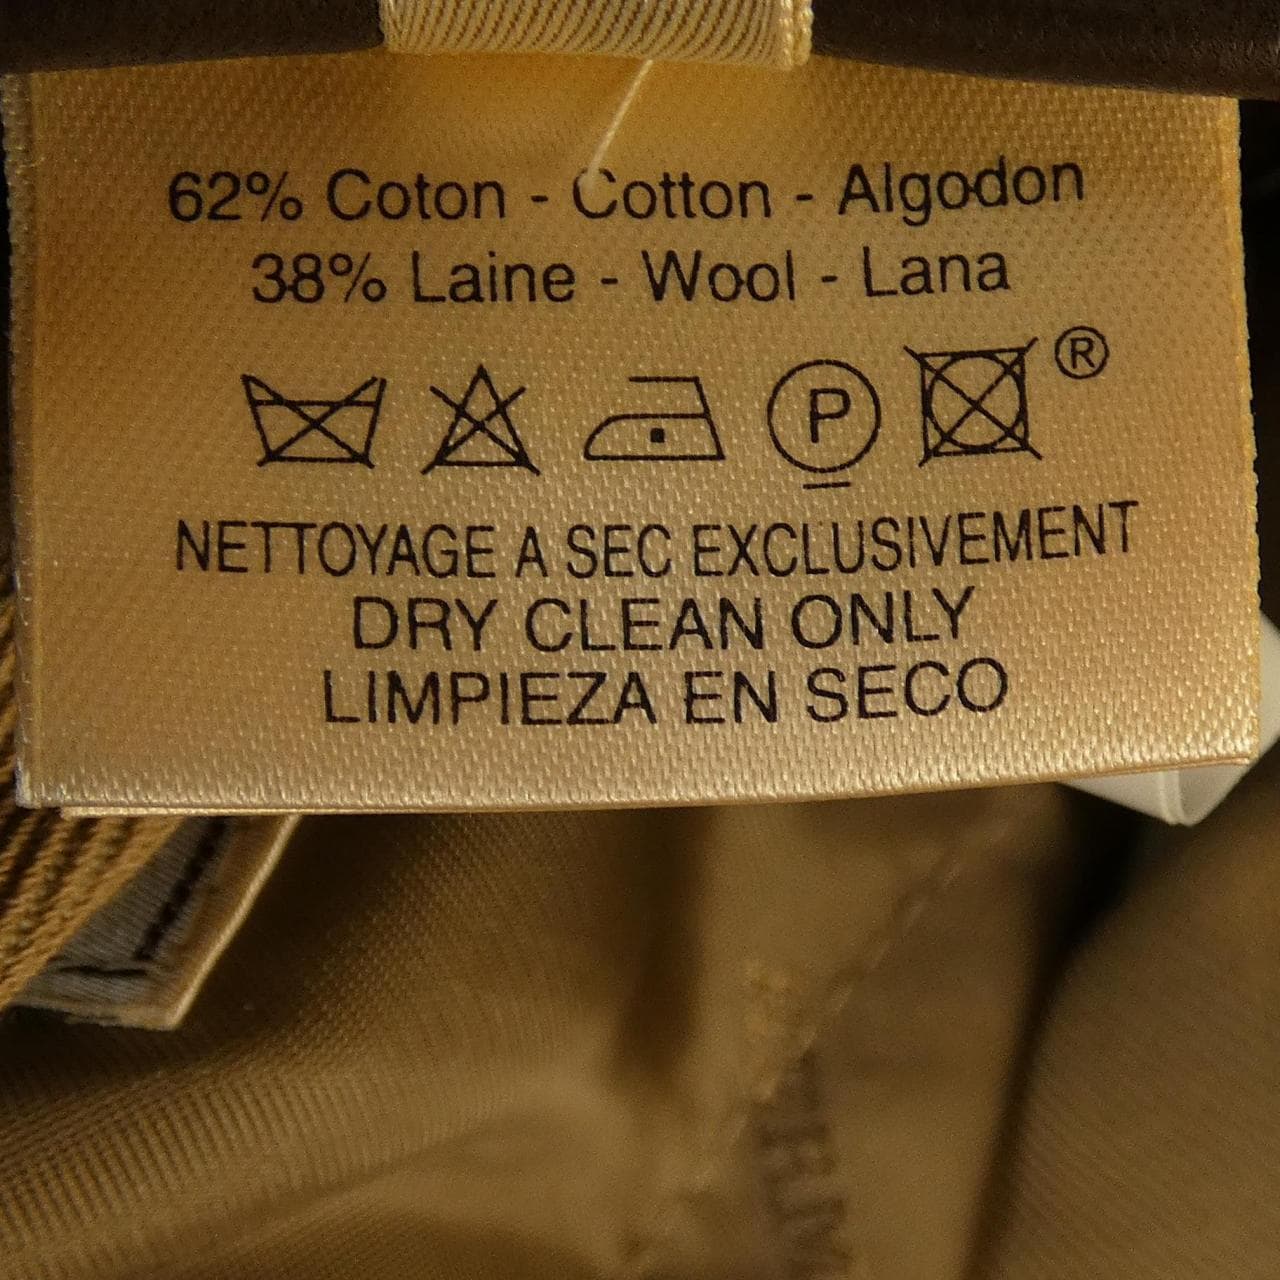 62% Coton - Cotton - Algodon
38% Laine - Wool - Lana
P ®
NETTOYAGE A SEC EXCLUSIVEMENT
DRY CLEAN ONLY
LIMPIEZA EN SECO